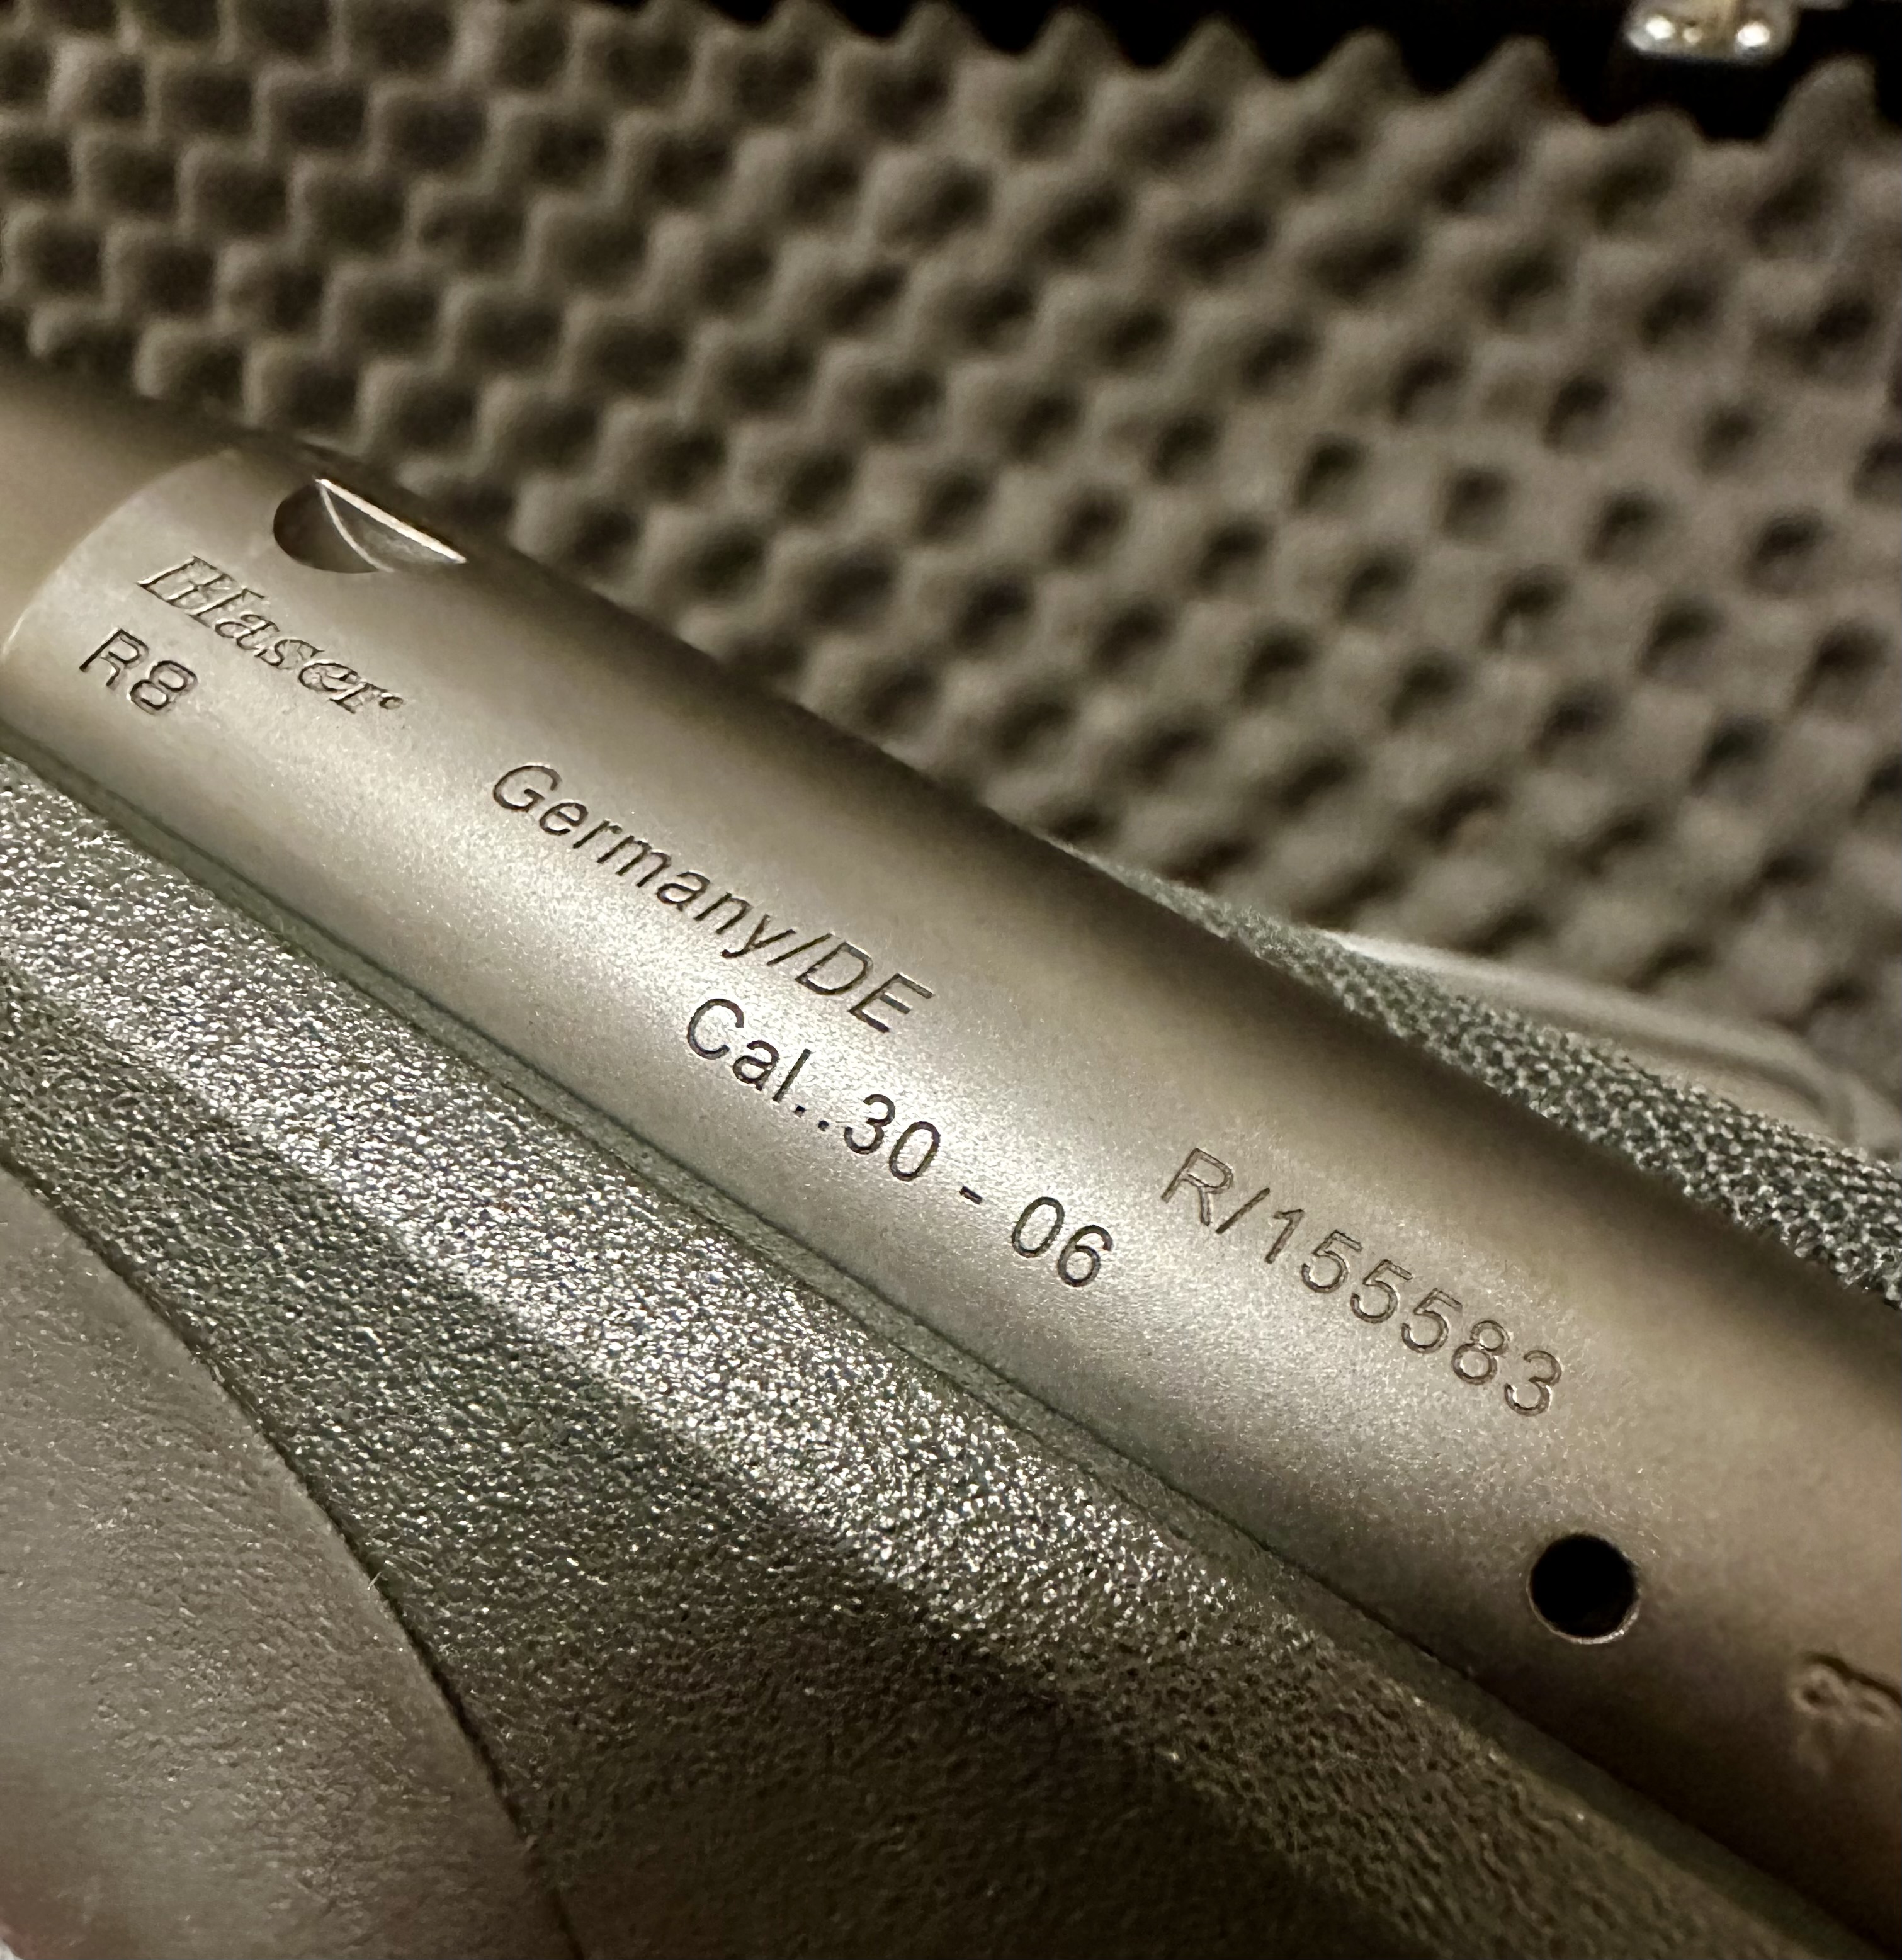 Blaser
R8
Germany/DE
Cal..30 - 06
R/155583